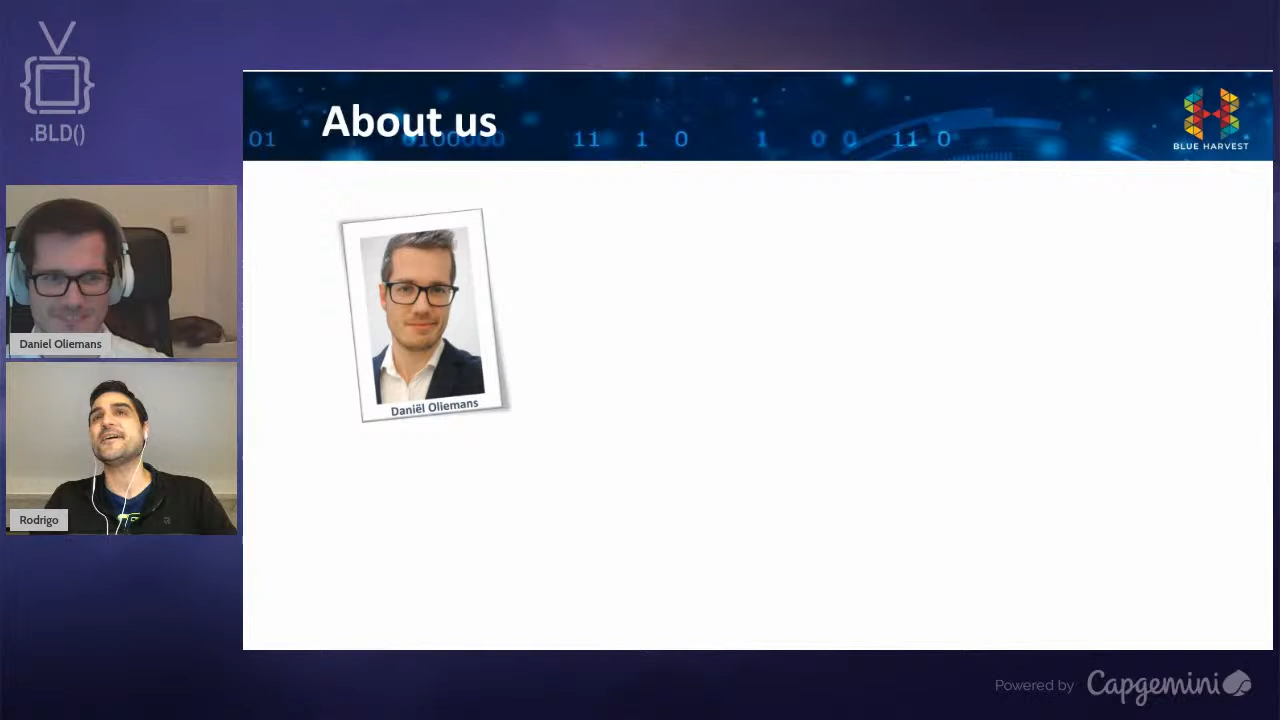 .BLD()
About us
01 0100000 11 1 0 1 0 0 11 0
BLUE HARVEST
Daniël Oliemans
Daniel Oliemans
Rodrigo
Powered by Capgemini